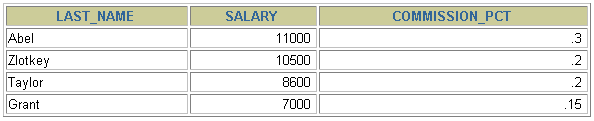 LAST_NAME SALARY COMMISSION_PCT
Abel 11000 .3
Zlotkey 10500 .2
Taylor 8600 .2
Grant 7000 .15